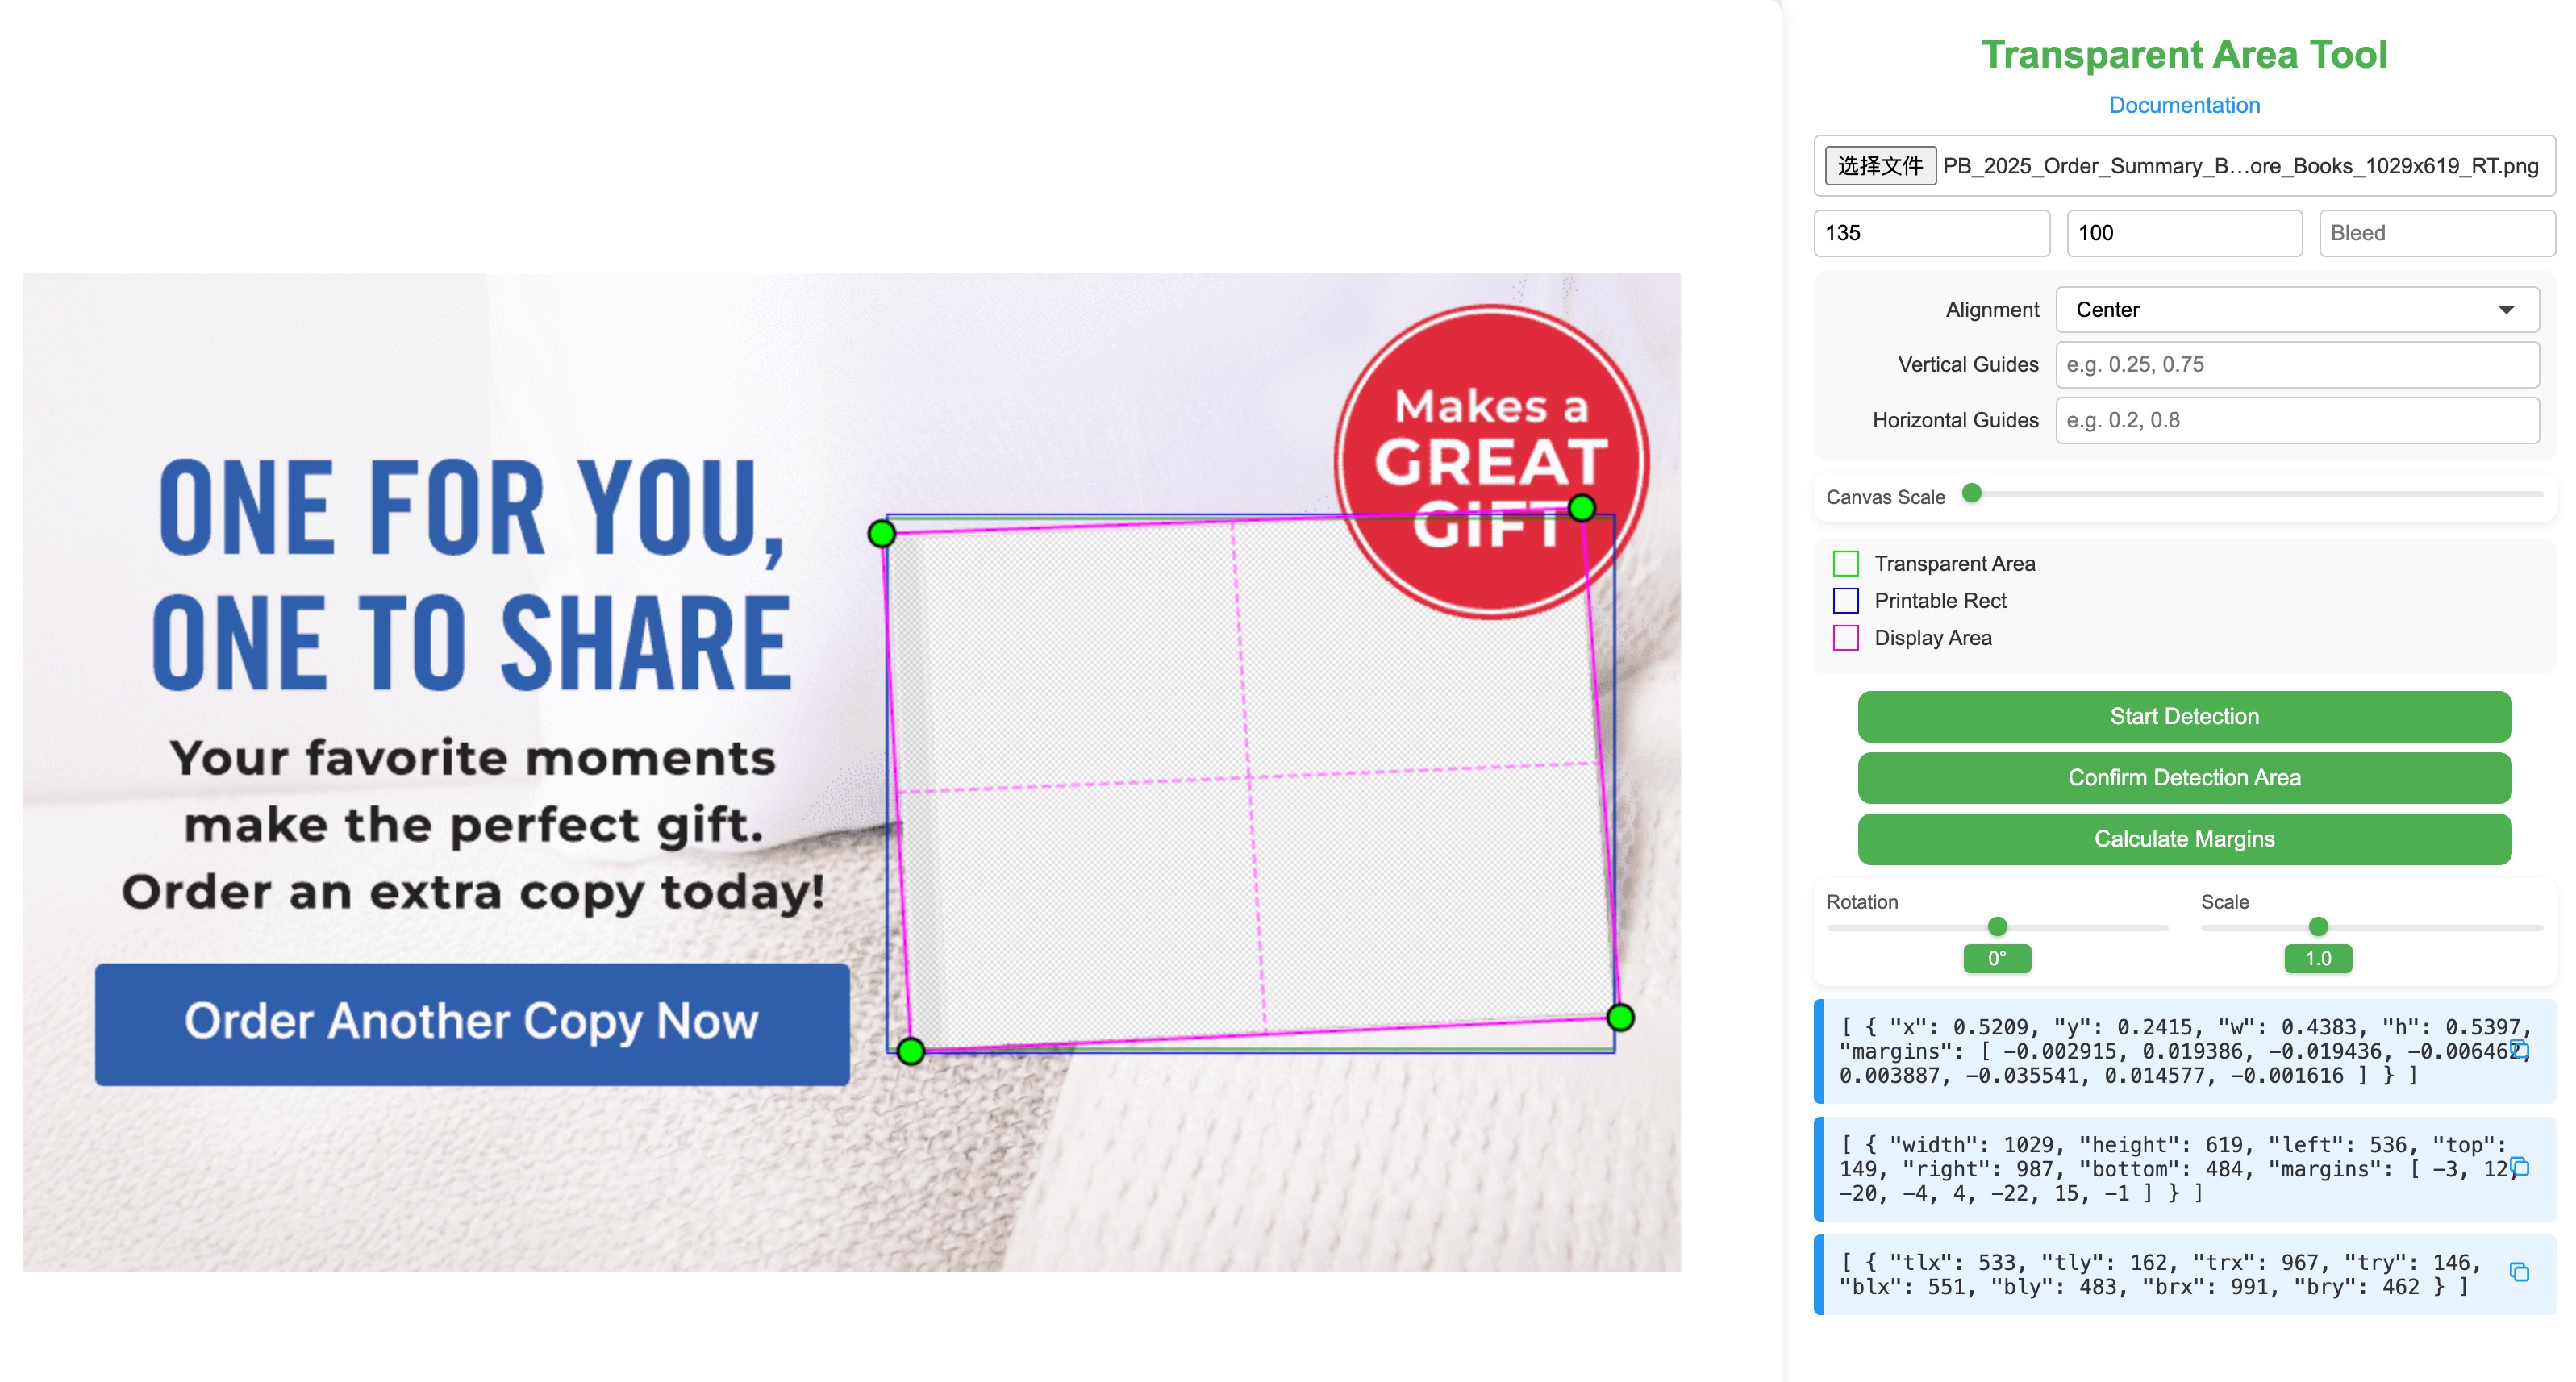 ONE FOR YOU,
ONE TO SHARE
Your favorite moments
make the perfect gift.
Order an extra copy today!
Order Another Copy Now
Makes a
GREAT
GIFT
Transparent Area Tool
Documentation
选择文件 PB_2025_Order_Summary_B...ore_Books_1029x619_RT.png
135 100 Bleed
Alignment Center
Vertical Guides e.g. 0.25, 0.75
Horizontal Guides e.g. 0.2, 0.8
Canvas Scale
Transparent Area
Printable Rect
Display Area
Start Detection
Confirm Detection Area
Calculate Margins
Rotation Scale
0° 1.0
[ { "x": 0.5209, "y": 0.2415, "w": 0.4383, "h": 0.5397,
"margins": [ -0.002915, 0.019386, -0.019436, -0.006462,
0.003887, -0.035541, 0.014577, -0.001616 ] } ]
[ { "width": 1029, "height": 619, "left": 536, "top":
149, "right": 987, "bottom": 484, "margins": [ -3, 12,
-20, -4, 4, -22, 15, -1 ] } ]
[ { "tlx": 533, "tly": 162, "trx": 967, "try": 146,
"blx": 551, "bly": 483, "brx": 991, "bry": 462 } ]